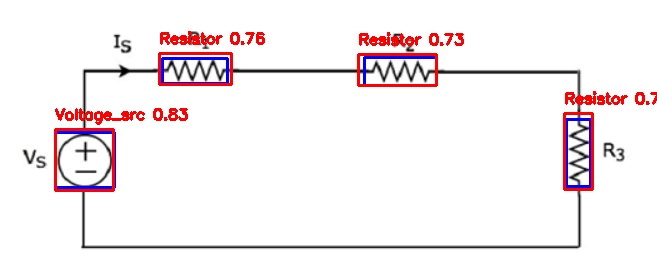 Is
Resistor 0.76
Resistor 0.73
Voltage_src 0.83
Resistor 0.7
Vs
R3